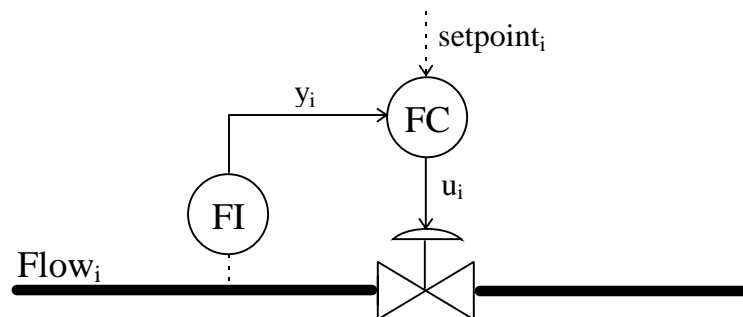 setpointᵢ
yᵢ
FC
uᵢ
FI
Flowᵢ